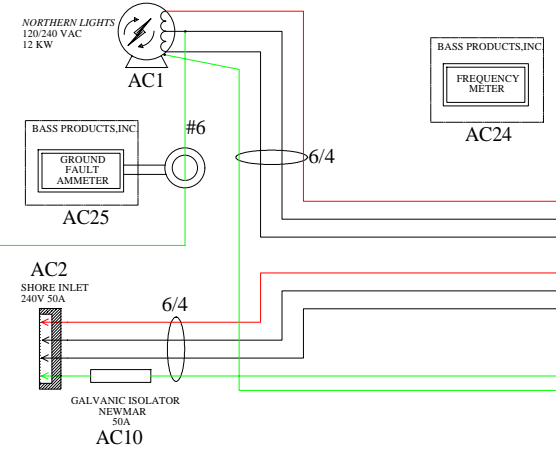 NORTHERN LIGHTS
120/240 VAC
12 KW
AC1
BASS PRODUCTS,INC.
FREQUENCY
METER
AC24
BASS PRODUCTS,INC.
#6
GROUND
FAULT
AMMETER
AC25
6/4
AC2
SHORE INLET
240V 50A
6/4
GALVANIC ISOLATOR
NEWMAR
50A
AC10